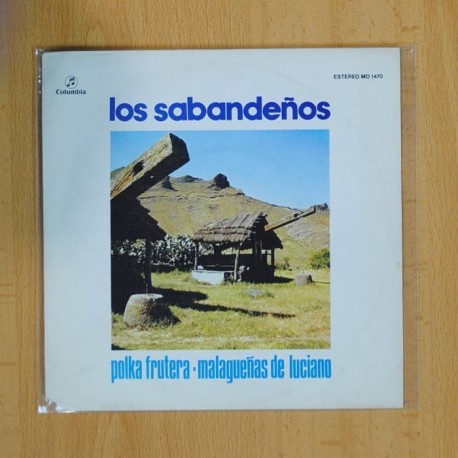 Columbia
ESTEREO MO 1470
los sabandeños
polka frutera · malagueñas de luciano